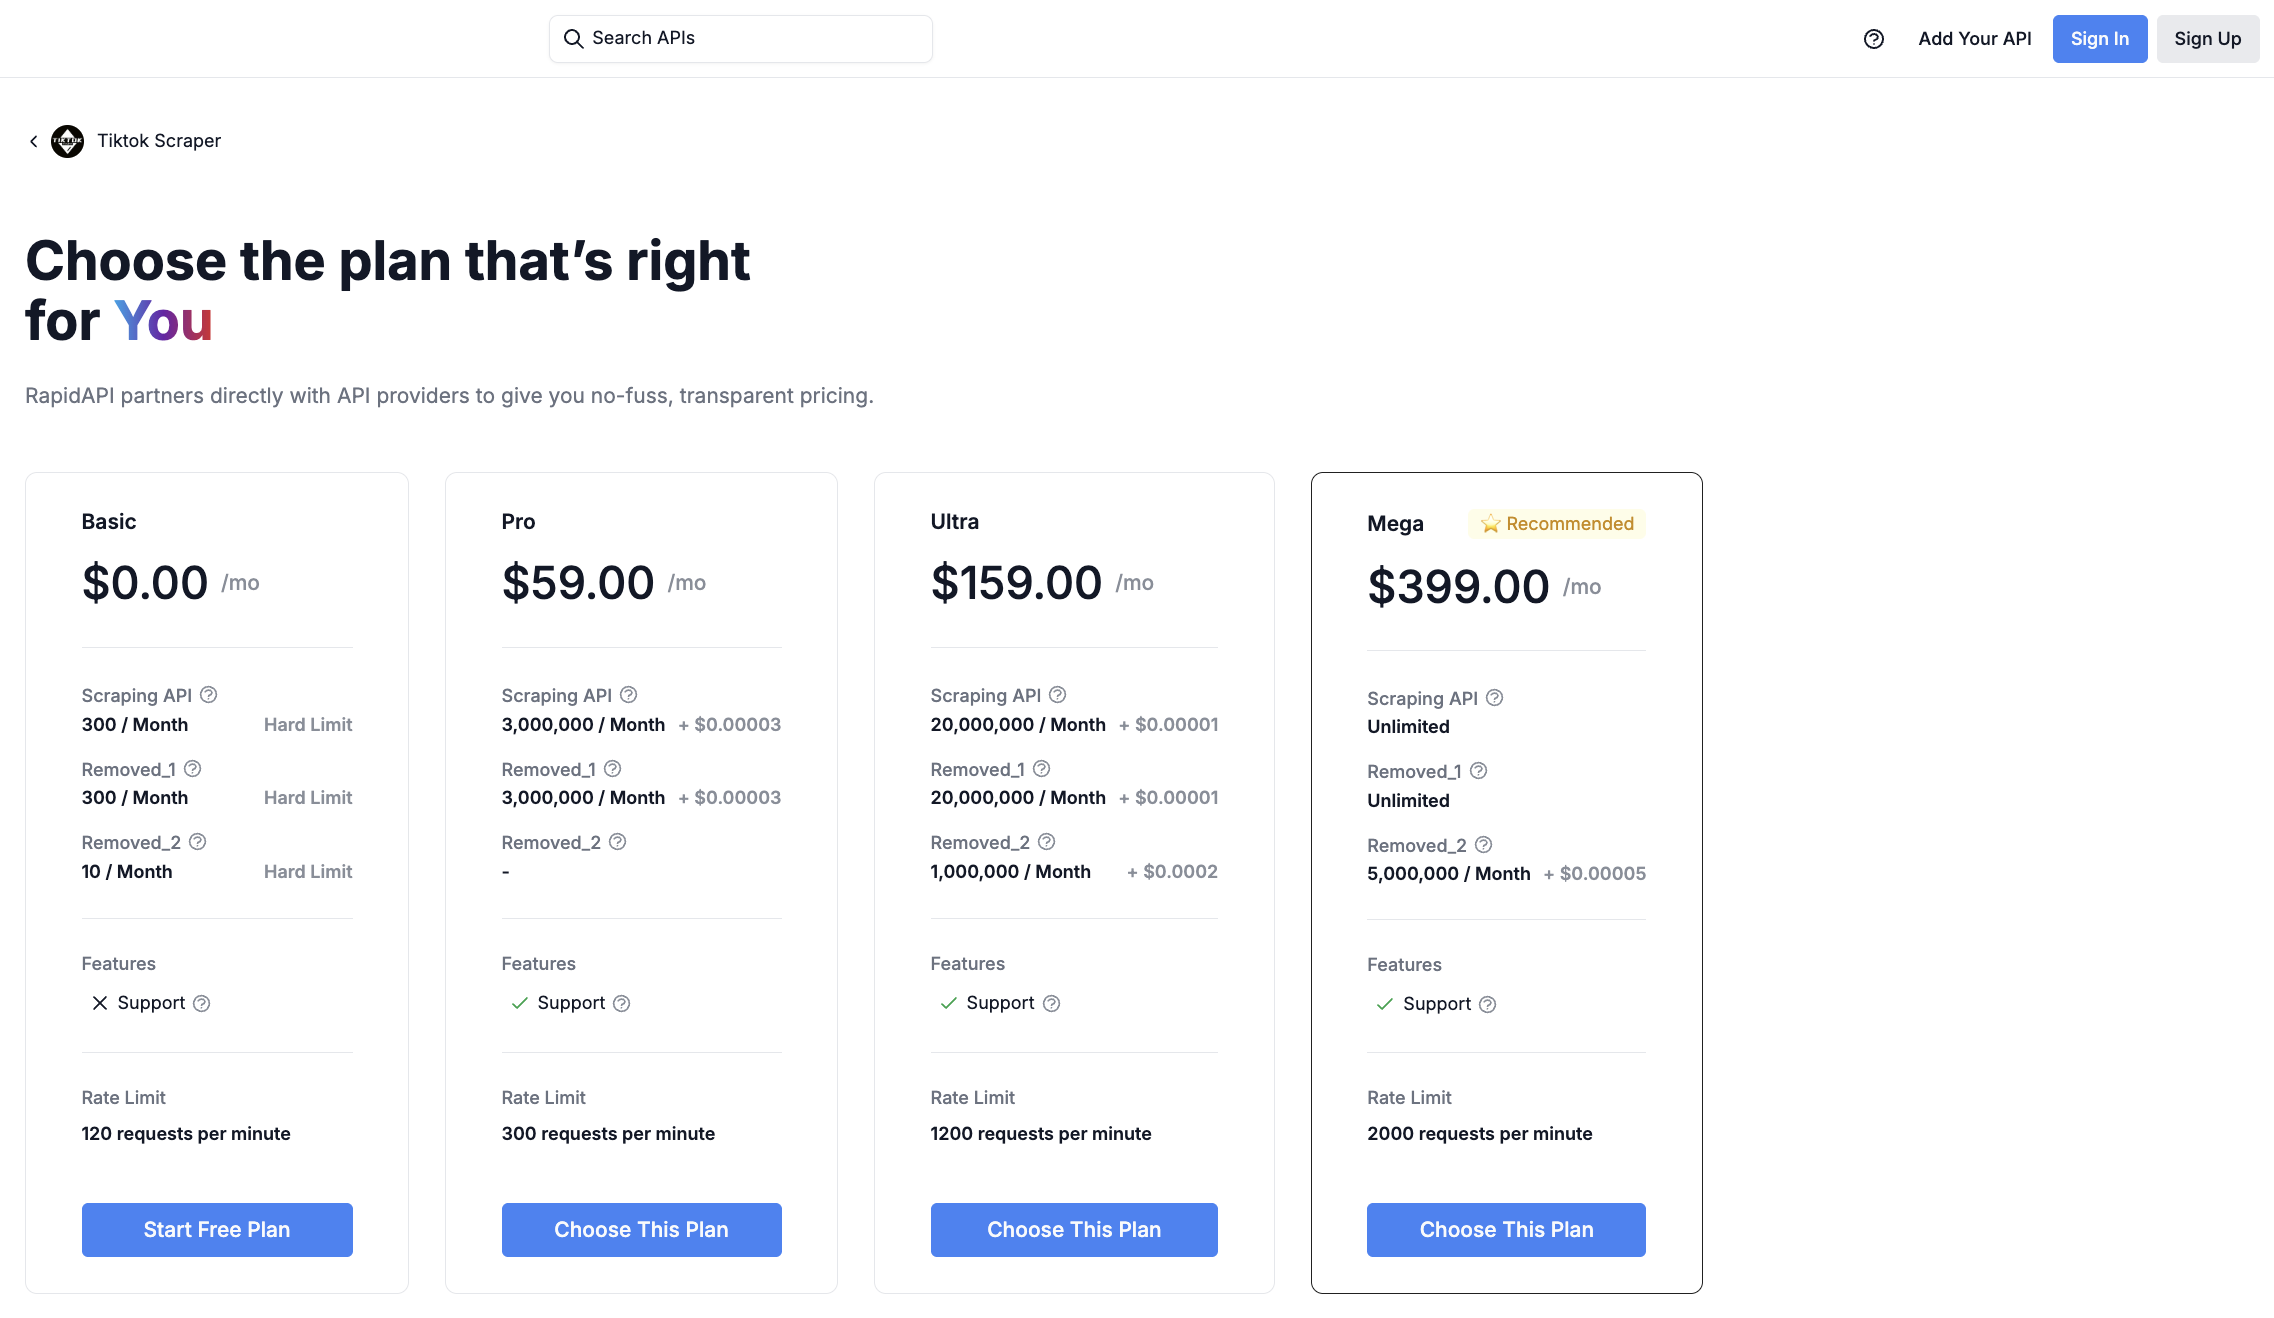 Search APIs
Add Your API
Sign In
Sign Up
Tiktok Scraper
Choose the plan that’s right
for You
RapidAPI partners directly with API providers to give you no-fuss, transparent pricing.
Basic
$0.00 /mo
Scraping API
300 / Month Hard Limit
Removed_1
300 / Month Hard Limit
Removed_2
10 / Month Hard Limit
Features
Support
Rate Limit
120 requests per minute
Start Free Plan
Pro
$59.00 /mo
Scraping API
3,000,000 / Month + $0.00003
Removed_1
3,000,000 / Month + $0.00003
Removed_2
-
Features
Support
Rate Limit
300 requests per minute
Choose This Plan
Ultra
$159.00 /mo
Scraping API
20,000,000 / Month + $0.00001
Removed_1
20,000,000 / Month + $0.00001
Removed_2
1,000,000 / Month + $0.0002
Features
Support
Rate Limit
1200 requests per minute
Choose This Plan
Mega ⭐ Recommended
$399.00 /mo
Scraping API
Unlimited
Removed_1
Unlimited
Removed_2
5,000,000 / Month + $0.00005
Features
Support
Rate Limit
2000 requests per minute
Choose This Plan